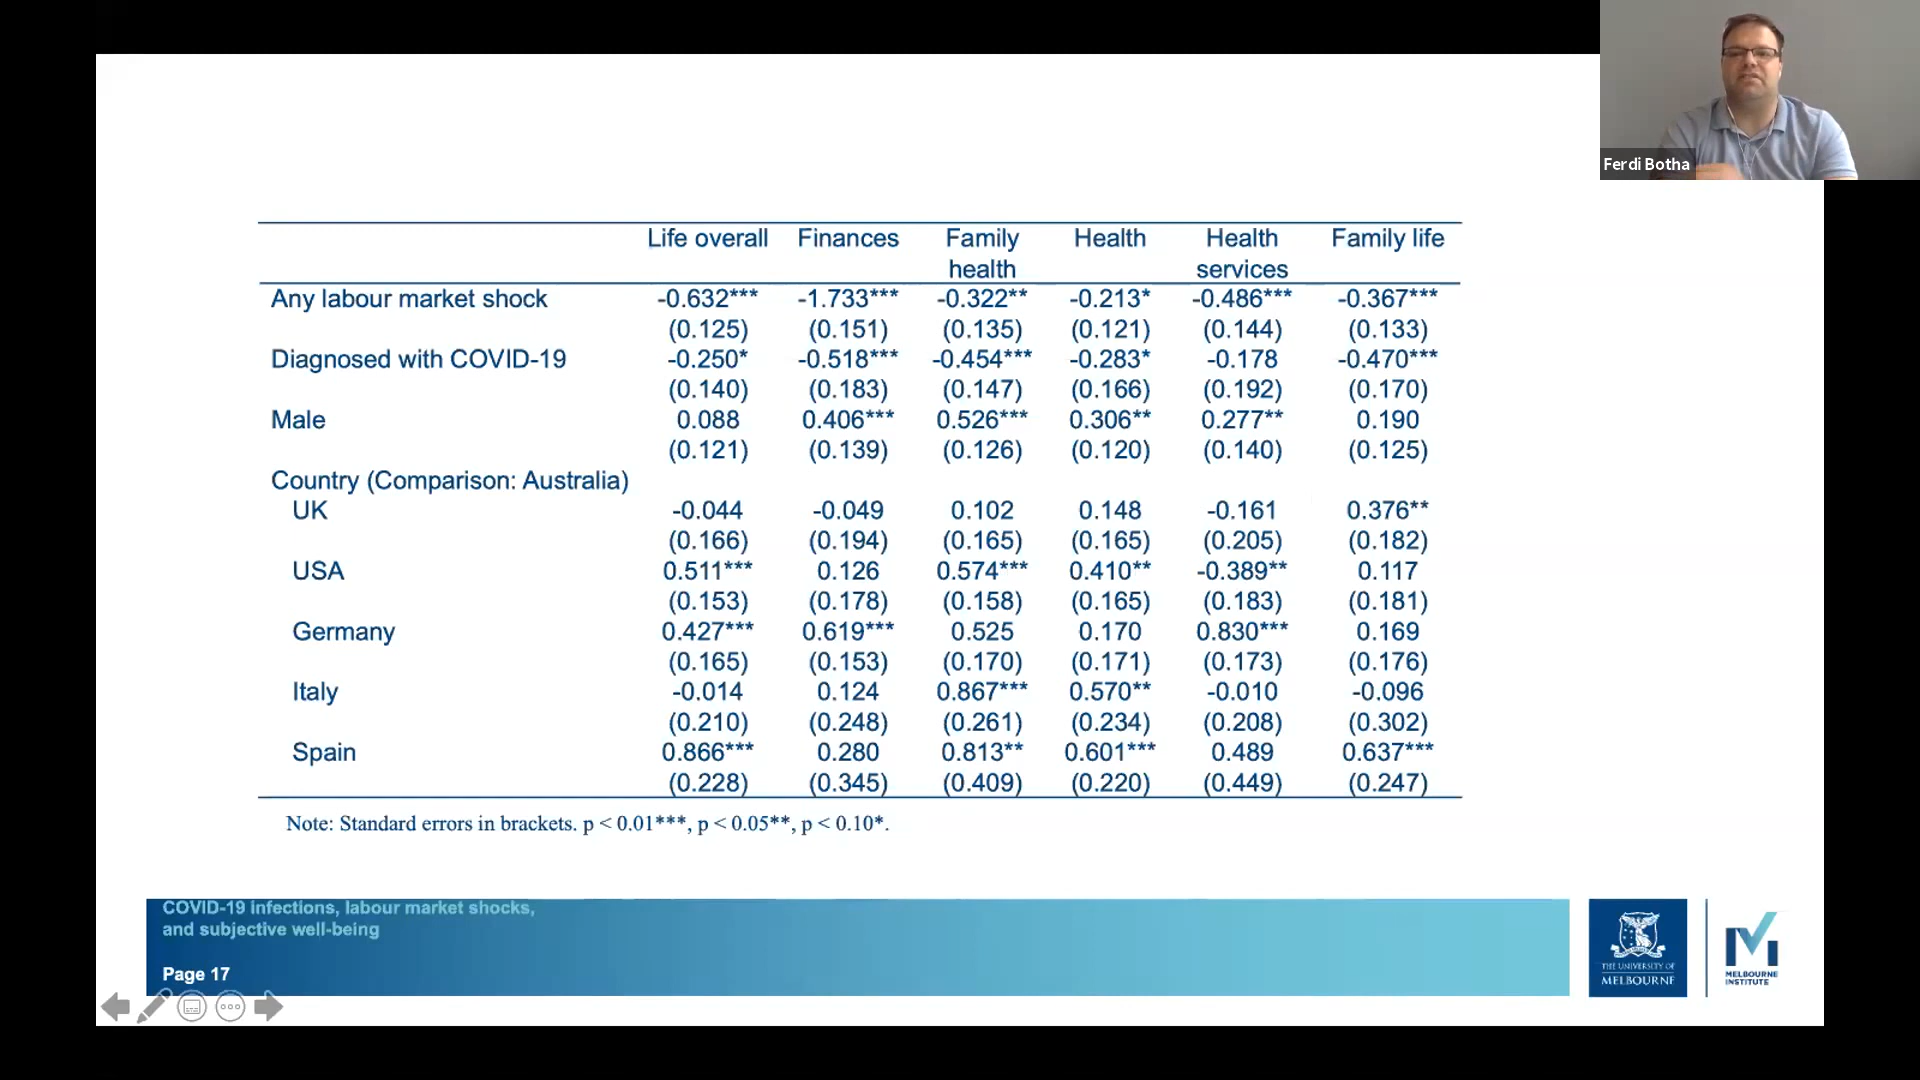 Ferdi Botha
Life overall Finances Family Health Health Family life
health services
Any labour market shock -0.632*** -1.733*** -0.322** -0.213* -0.486*** -0.367***
(0.125) (0.151) (0.135) (0.121) (0.144) (0.133)
Diagnosed with COVID-19 -0.250* -0.518*** -0.454*** -0.283* -0.178 -0.470***
(0.140) (0.183) (0.147) (0.166) (0.192) (0.170)
Male 0.088 0.406*** 0.526*** 0.306** 0.277** 0.190
(0.121) (0.139) (0.126) (0.120) (0.140) (0.125)
Country (Comparison: Australia)
UK -0.044 -0.049 0.102 0.148 -0.161 0.376**
(0.166) (0.194) (0.165) (0.165) (0.205) (0.182)
USA 0.511*** 0.126 0.574*** 0.410** -0.389** 0.117
(0.153) (0.178) (0.158) (0.165) (0.183) (0.181)
Germany 0.427*** 0.619*** 0.525 0.170 0.830*** 0.169
(0.165) (0.153) (0.170) (0.171) (0.173) (0.176)
Italy -0.014 0.124 0.867*** 0.570** -0.010 -0.096
(0.210) (0.248) (0.261) (0.234) (0.208) (0.302)
Spain 0.866*** 0.280 0.813** 0.601*** 0.489 0.637***
(0.228) (0.345) (0.409) (0.220) (0.449) (0.247)
Note: Standard errors in brackets. p < 0.01***, p < 0.05**, p < 0.10*.
COVID-19 infections, labour market shocks,
and subjective well-being
Page 17
THE UNIVERSITY OF
MELBOURNE
MELBOURNE
INSTITUTE